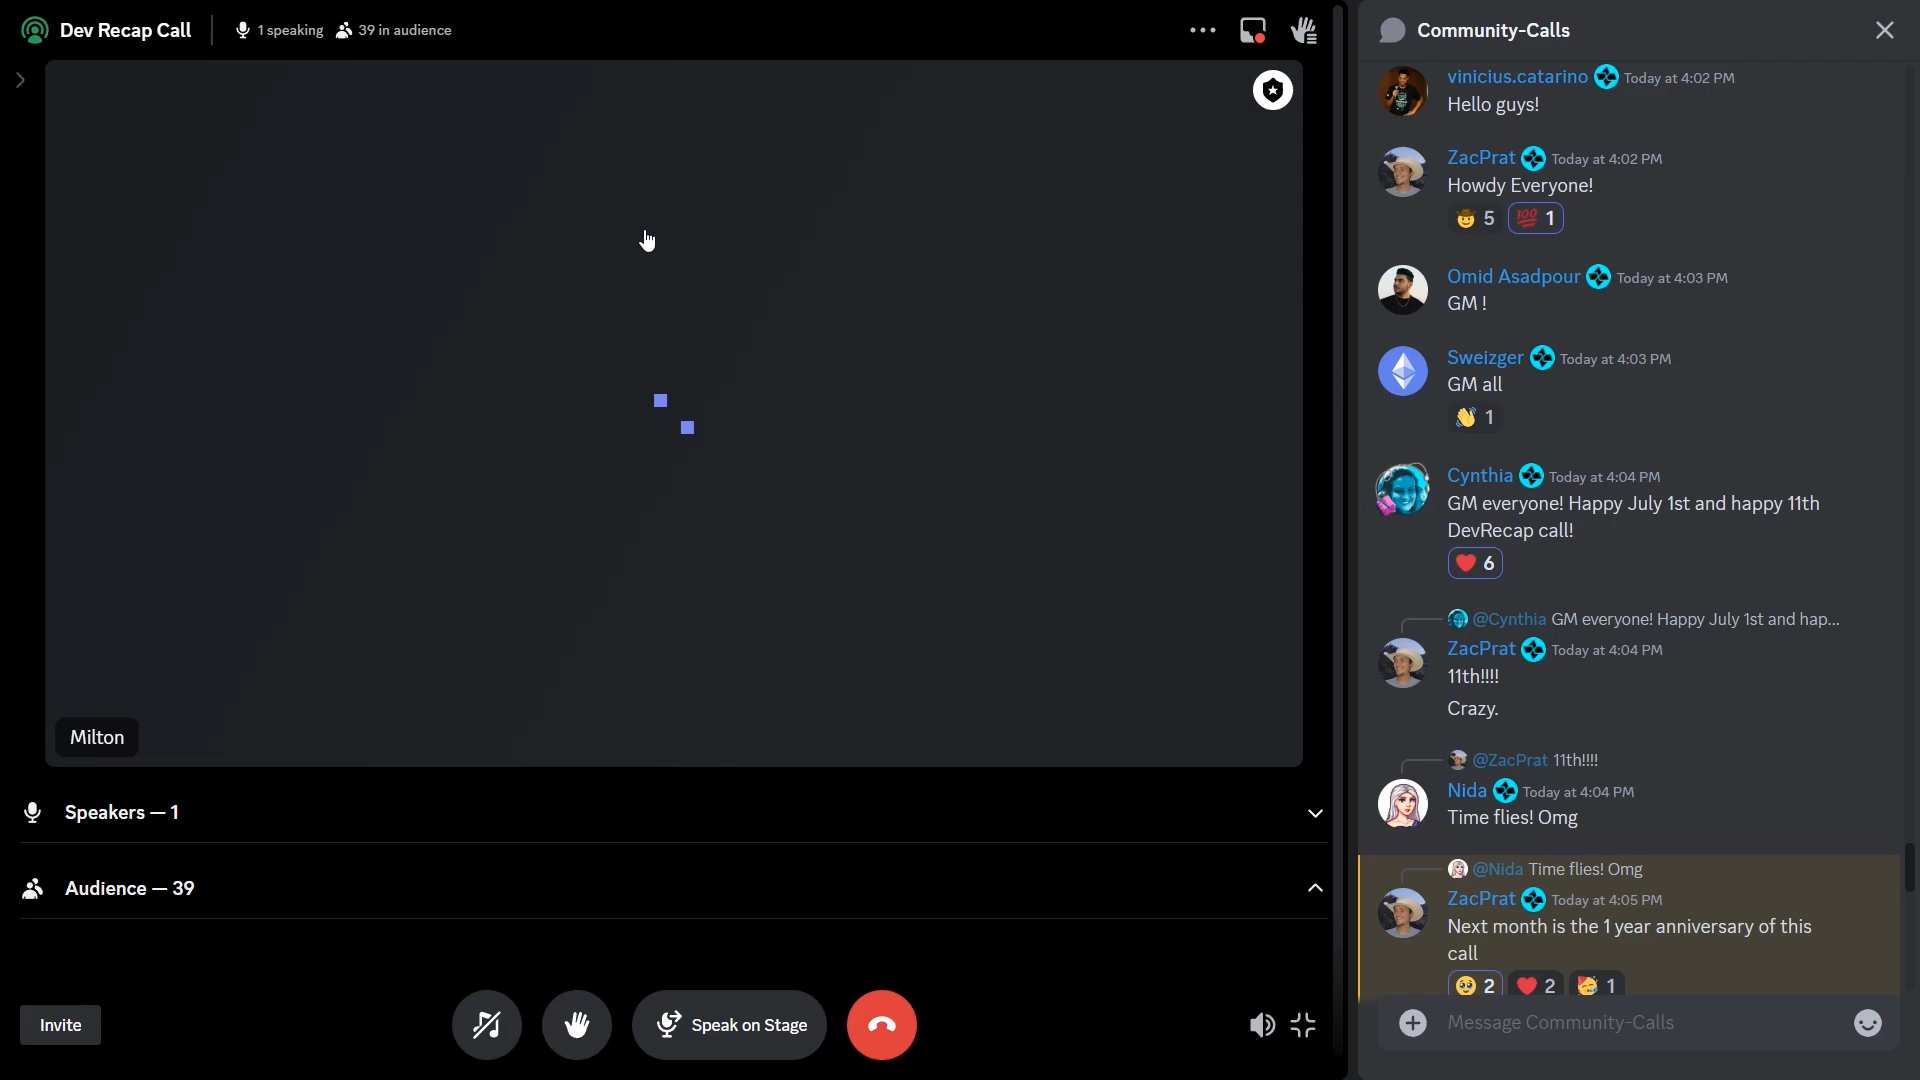 Dev Recap Call
1 speaking
39 in audience
Milton
Speakers — 1
Audience — 39
Invite
Speak on Stage
Community-Calls
vinicius.catarino Today at 4:02 PM
Hello guys!
ZacPrat Today at 4:02 PM
Howdy Everyone!
🤠 5 💯 1
Omid Asadpour Today at 4:03 PM
GM !
Sweizger Today at 4:03 PM
GM all
👋 1
Cynthia Today at 4:04 PM
GM everyone! Happy July 1st and happy 11th
DevRecap call!
❤️ 6
@Cynthia GM everyone! Happy July 1st and hap...
ZacPrat Today at 4:04 PM
11th!!!!
Crazy.
@ZacPrat 11th!!!!
Nida Today at 4:04 PM
Time flies! Omg
@Nida Time flies! Omg
ZacPrat Today at 4:05 PM
Next month is the 1 year anniversary of this
call
🥹 2 ❤️ 2 🥳 1
Message Community-Calls